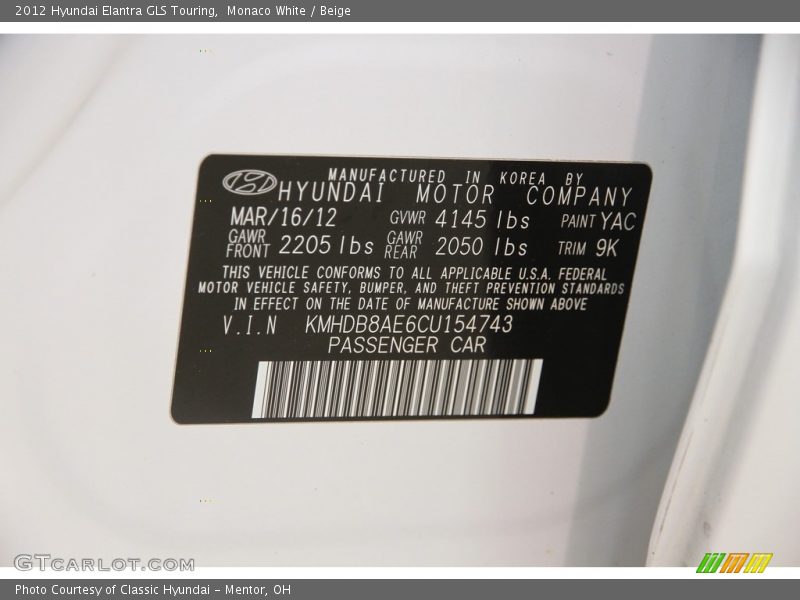 2012 Hyundai Elantra GLS Touring,  Monaco White / Beige
MANUFACTURED IN KOREA BY
HYUNDAI MOTOR COMPANY
MAR/16/12 GVWR 4145 lbs PAINT YAC
GAWR FRONT 2205 lbs GAWR REAR 2050 lbs TRIM 9K
THIS VEHICLE CONFORMS TO ALL APPLICABLE U.S.A. FEDERAL
MOTOR VEHICLE SAFETY, BUMPER, AND THEFT PREVENTION STANDARDS
IN EFFECT ON THE DATE OF MANUFACTURE SHOWN ABOVE
V.I.N KMHDB8AE6CU154743
PASSENGER CAR
GTCARLOT.COM
Photo Courtesy of Classic Hyundai - Mentor, OH